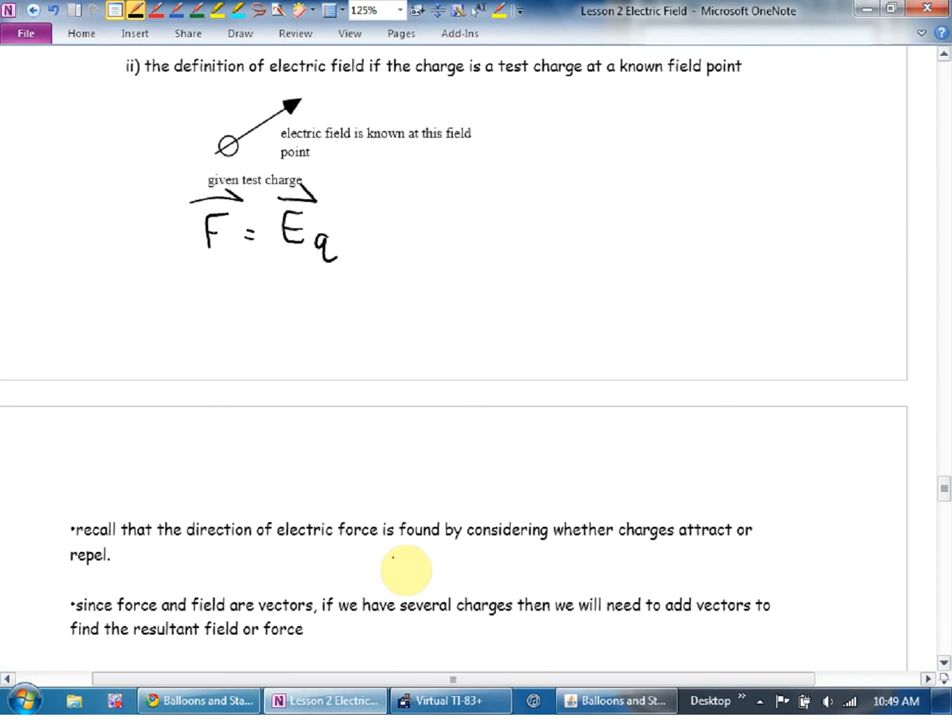 125%
Lesson 2 Electric Field - Microsoft OneNote
File Home Insert Share Draw Review View Pages Add-Ins
ii) the definition of electric field if the charge is a test charge at a known field point
electric field is known at this field
point
given test charge
F = Eq
•recall that the direction of electric force is found by considering whether charges attract or
repel.
•since force and field are vectors, if we have several charges then we will need to add vectors to
find the resultant field or force
Balloons and Sta... Lesson 2 Electric... Virtual TI-83+ Balloons and St... Desktop » 10:49 AM